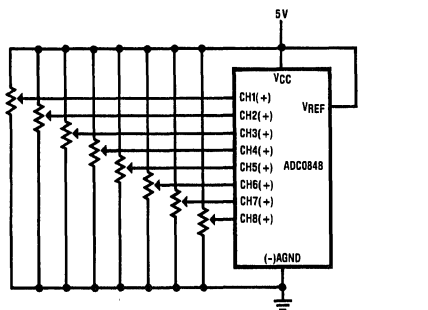 5V
VCC
CH1(+)
VREF
CH2(+)
CH3(+)
CH4(+)
ADC0848
CH5(+)
CH6(+)
CH7(+)
CH8(+)
(-)AGND